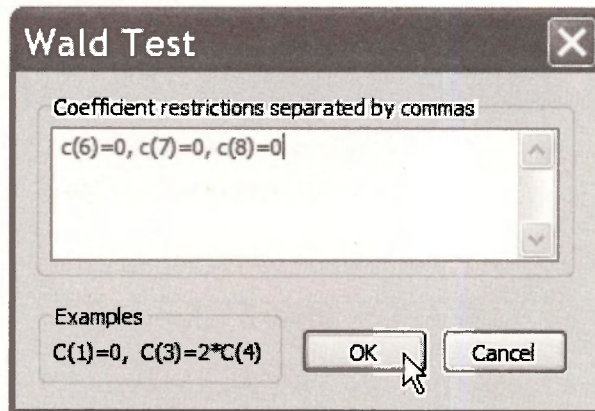 Wald Test
Coefficient restrictions separated by commas
c(6)=0, c(7)=0, c(8)=0
Examples
C(1)=0, C(3)=2*C(4)
OK
Cancel